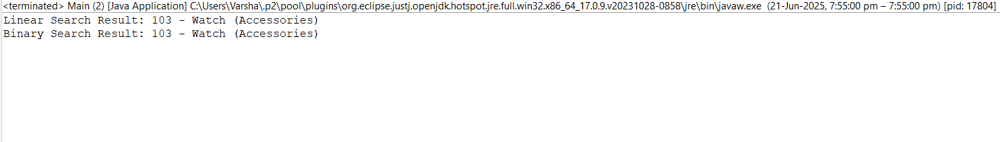 <terminated> Main (2) [Java Application] C:\Users\Varsha\.p2\pool\plugins\org.eclipse.justj.openjdk.hotspot.jre.full.win32.x86_64_17.0.9.v20231028-0858\jre\bin\javaw.exe (21-Jun-2025, 7:55:00 pm – 7:55:00 pm) [pid: 17804]
Linear Search Result: 103 - Watch (Accessories)
Binary Search Result: 103 - Watch (Accessories)